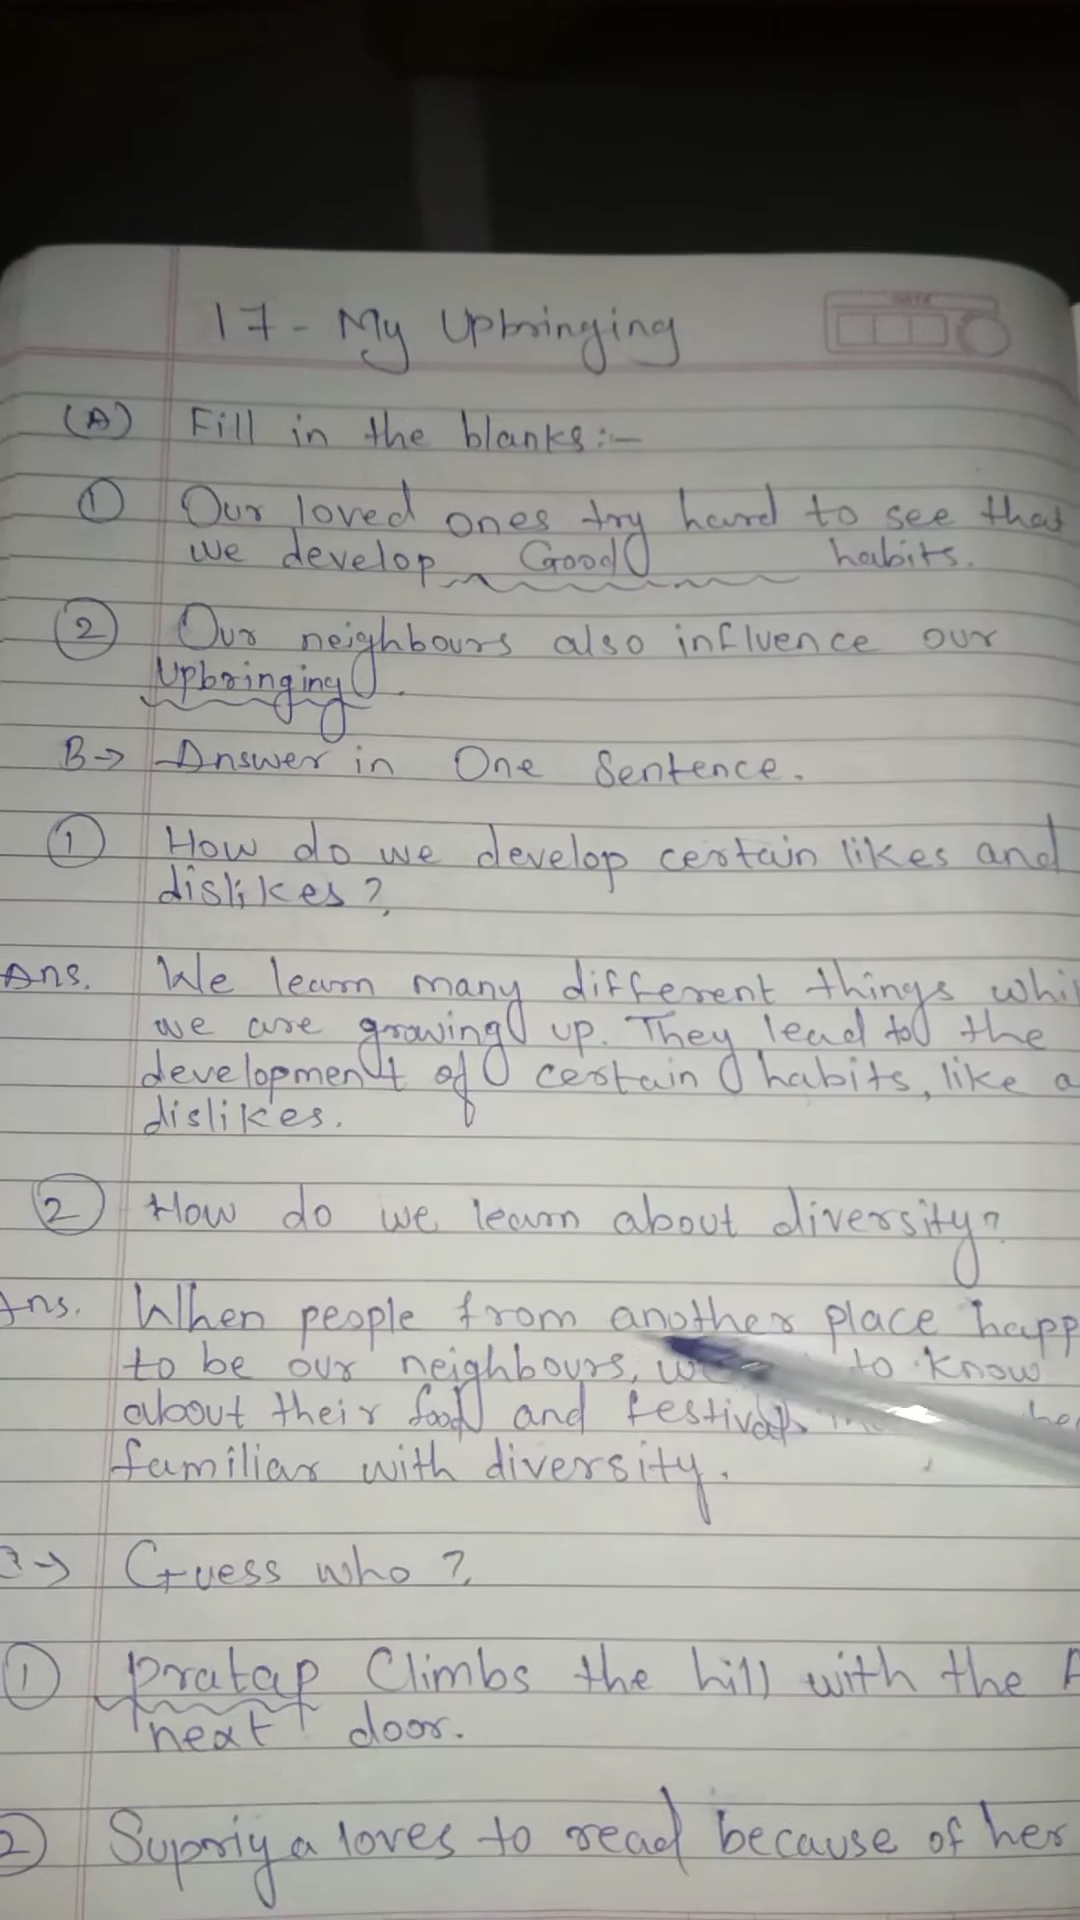 17 - My Upbringing
DATE
(A) Fill in the blanks:-
① Our loved ones try hard to see that
we develop Good habits.
② Our neighbours also influence our
Upbringing.
B→ Answer in One Sentence.
① How do we develop certain likes and
dislikes?
Ans. We learn many different things whi
we are growing up. They lead to the
development of certain habits, like a
dislikes.
② How do we learn about diversity?
Ans. When people from another place happ
to be our neighbours, to know
about their food and festivals
familiar with diversity.
→ Guess who?
① Pratap Climbs the hill with the
next door.
2 Supriya loves to read because of her